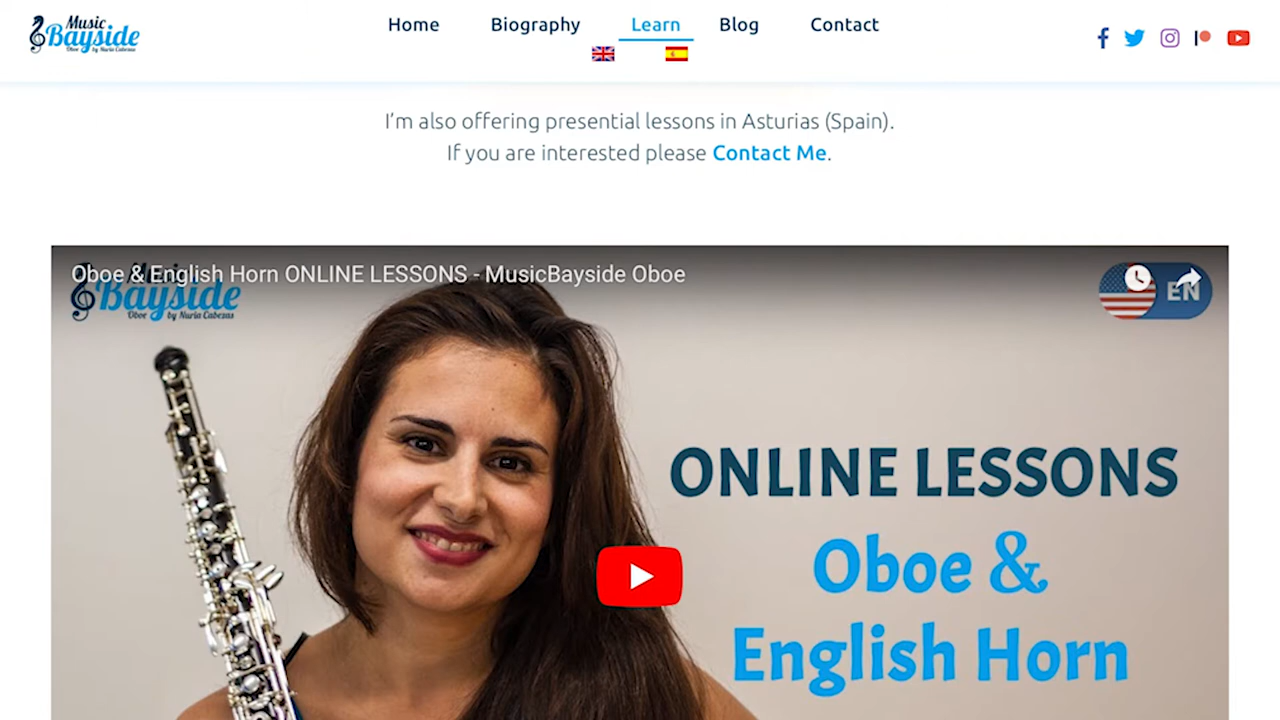 Music
Bayside
Oboe by Nuria Cabezas
Home Biography Learn Blog Contact
I’m also offering presential lessons in Asturias (Spain).
If you are interested please Contact Me.
Oboe & English Horn ONLINE LESSONS - MusicBayside Oboe
Music
Bayside
Oboe by Nuria Cabezas
EN
ONLINE LESSONS
Oboe &
English Horn